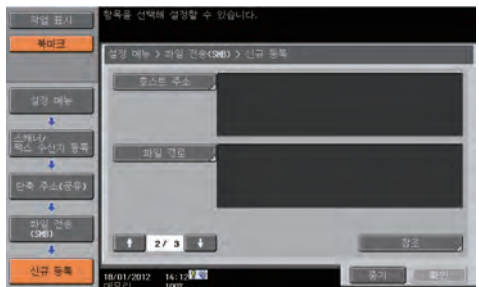 작업 표시
항목을 선택해 설정할 수 있습니다.
북마크
설정 메뉴 > 파일 전송(SMB) > 신규 등록
호스트 주소
설정 메뉴
스캐너/
팩스 수신지 등록
파일 경로
단축 주소(공유)
파일 전송
(SMB)
2/ 3
참조
신규 등록
18/01/2012 14:12
메모리 100%
중지
확인